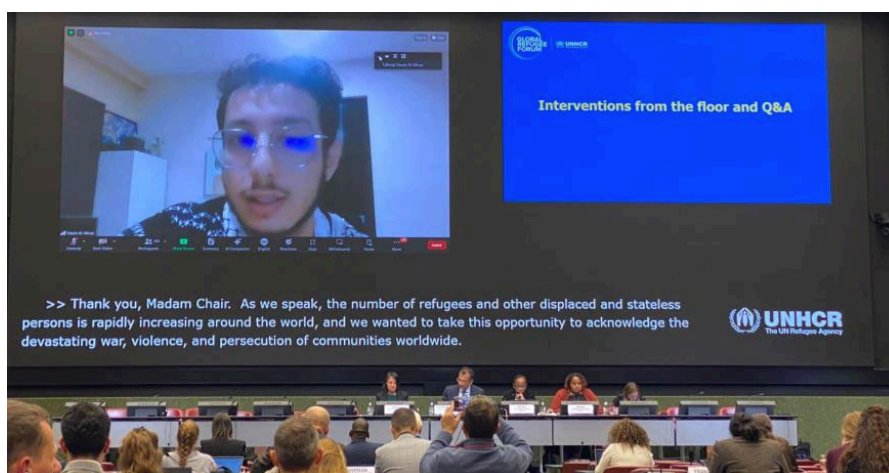 GLOBAL
REFUGEE
FORUM
UNHCR
Interventions from the floor and Q&A
>> Thank you, Madam Chair. As we speak, the number of refugees and other displaced and stateless
persons is rapidly increasing around the world, and we wanted to take this opportunity to acknowledge the
devastating war, violence, and persecution of communities worldwide.
UNHCR
The UN Refugee Agency